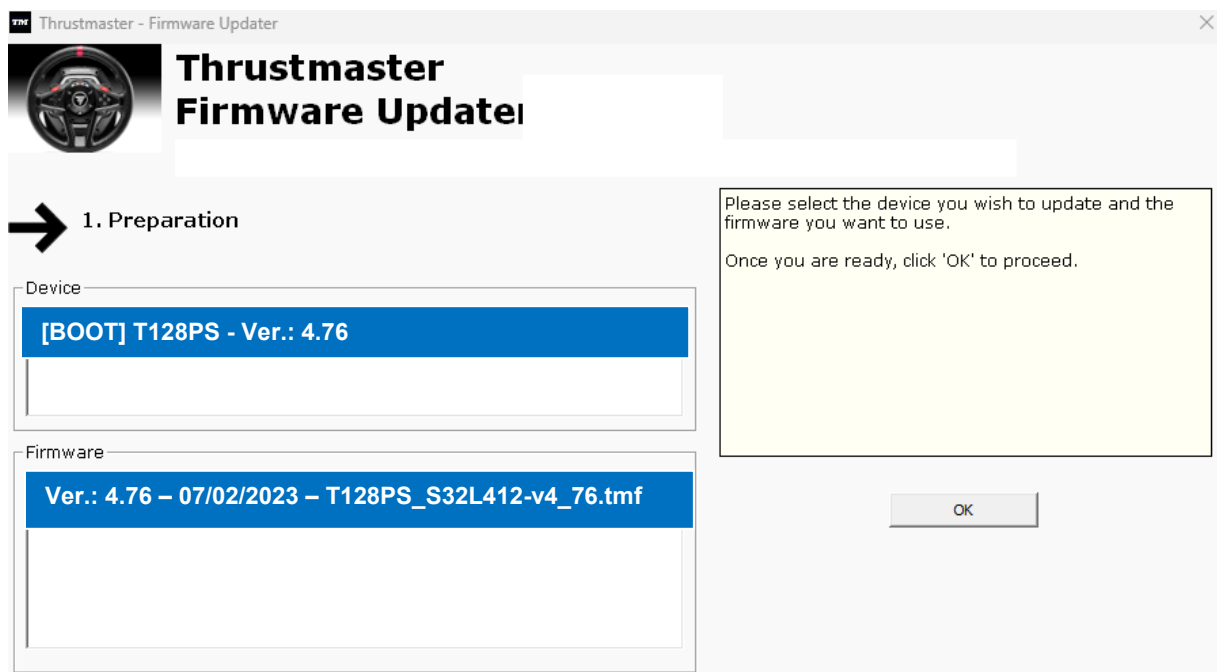 TM Thrustmaster - Firmware Updater
Thrustmaster
Firmware Updater
1. Preparation
Please select the device you wish to update and the
firmware you want to use.
Once you are ready, click 'OK' to proceed.
Device
[BOOT] T128PS - Ver.: 4.76
Firmware
Ver.: 4.76 – 07/02/2023 – T128PS_S32L412-v4_76.tmf
OK